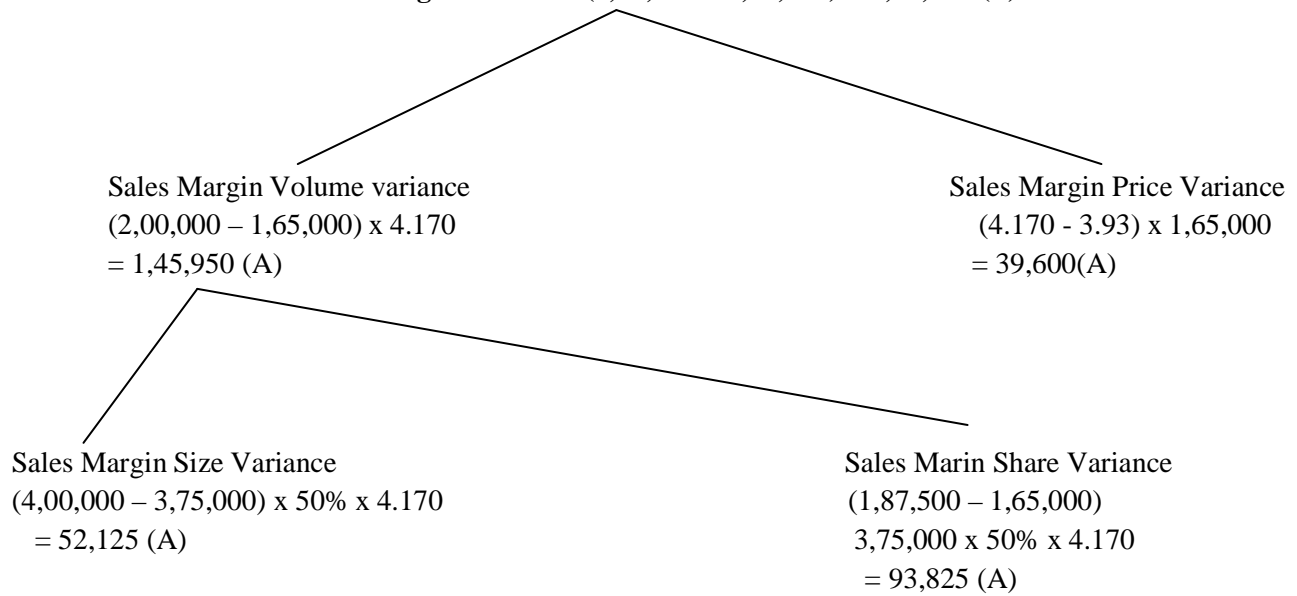 Sales Margin Volume variance
(2,00,000 – 1,65,000) x 4.170
= 1,45,950 (A)
Sales Margin Price Variance
(4.170 - 3.93) x 1,65,000
= 39,600(A)
Sales Margin Size Variance
(4,00,000 – 3,75,000) x 50% x 4.170
= 52,125 (A)
Sales Marin Share Variance
(1,87,500 – 1,65,000)
3,75,000 x 50% x 4.170
= 93,825 (A)